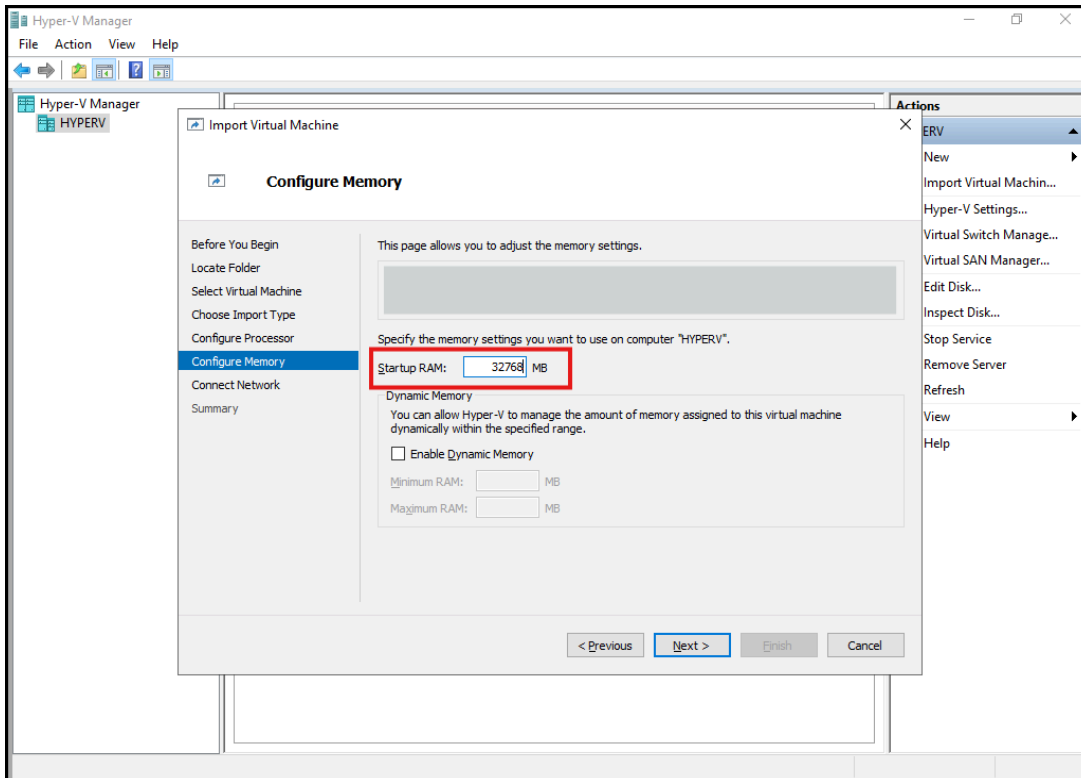 Hyper-V Manager
File Action View Help
Hyper-V Manager
HYPERV
Import Virtual Machine
Configure Memory
Before You Begin
Locate Folder
Select Virtual Machine
Choose Import Type
Configure Processor
Configure Memory
Connect Network
Summary
This page allows you to adjust the memory settings.
Specify the memory settings you want to use on computer "HYPERV".
Startup RAM: 32768 MB
Dynamic Memory
You can allow Hyper-V to manage the amount of memory assigned to this virtual machine
dynamically within the specified range.
Enable Dynamic Memory
Minimum RAM: MB
Maximum RAM: MB
< Previous Next > Finish Cancel
Actions
ERV
New
Import Virtual Machin...
Hyper-V Settings...
Virtual Switch Manage...
Virtual SAN Manager...
Edit Disk...
Inspect Disk...
Stop Service
Remove Server
Refresh
View
Help